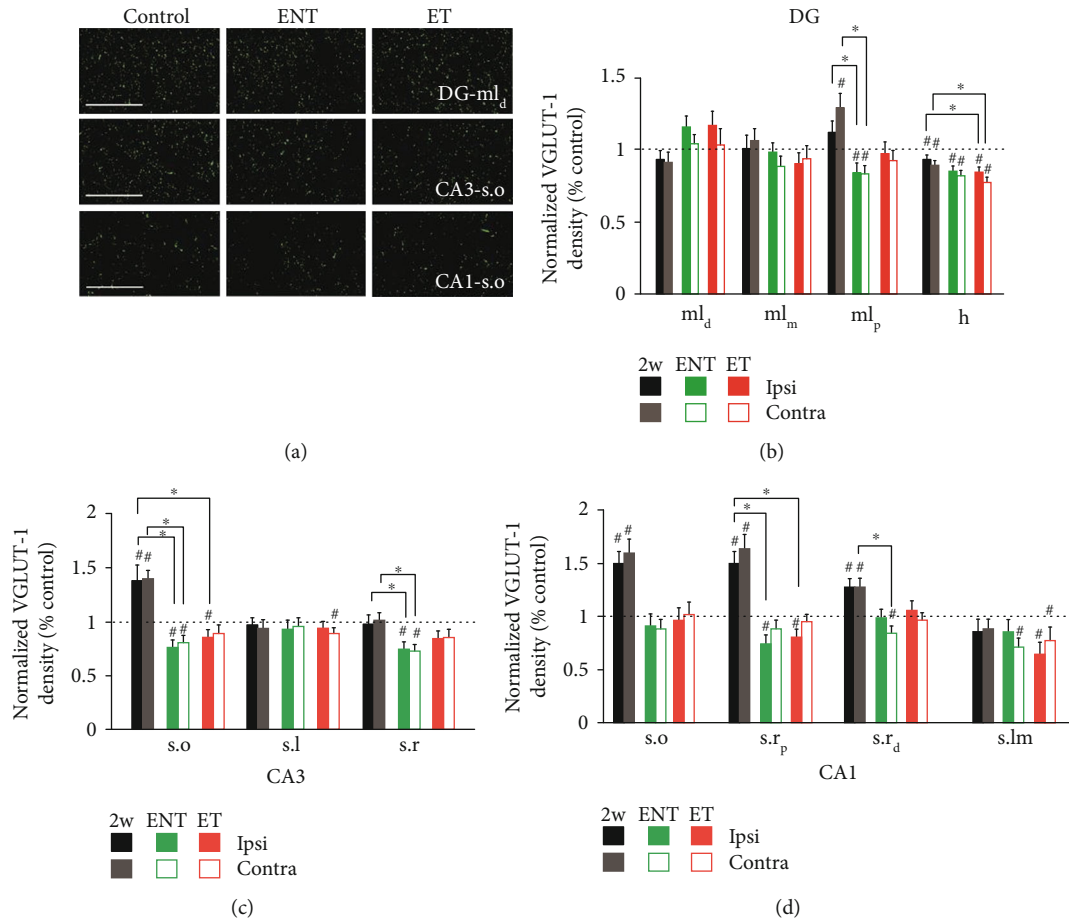 Control ENT ET
DG-ml_d
CA3-s.o
CA1-s.o
(a)
DG
Normalized VGLUT-1
density (% control)
1.5
1
0.5
0
* *
* *
# # # # # # # # #
ml_d ml_m ml_p h
2w ENT ET
Ipsi
Contra
(b)
Normalized VGLUT-1
density (% control)
2
1.5
1
0.5
0
* * * * *
# # # # # # # #
s.o s.l s.r
CA3
2w ENT ET
Ipsi
Contra
(c)
Normalized VGLUT-1
density (% control)
2
1.5
1
0.5
0
* * *
# # # # # # # # # # # #
s.o s.r_p s.r_d s.lm
CA1
2w ENT ET
Ipsi
Contra
(d)